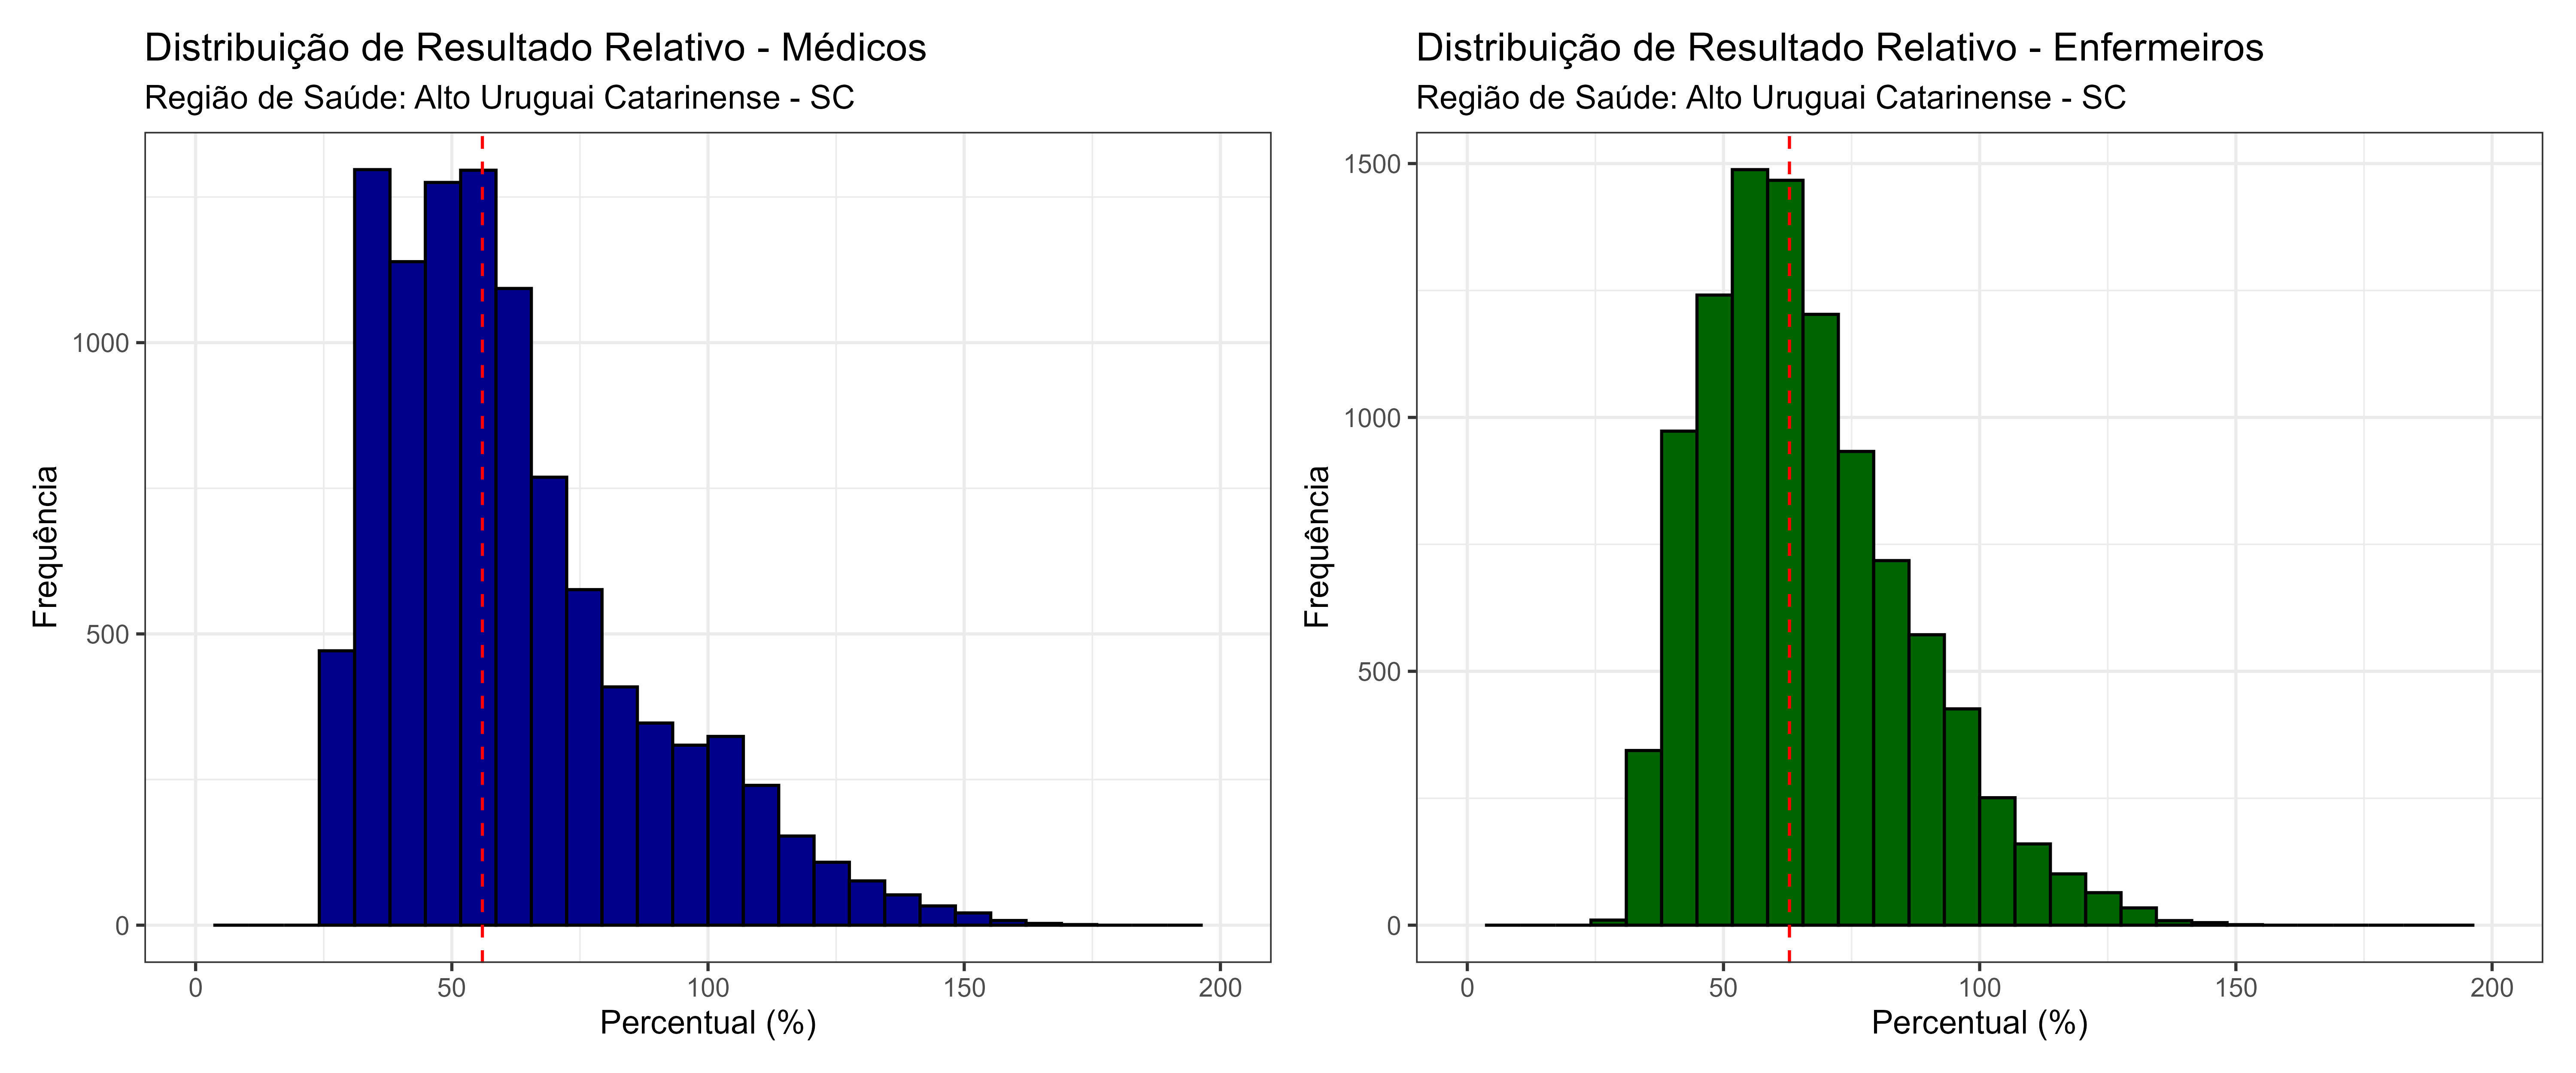 Distribuição de Resultado Relativo - Médicos
Região de Saúde: Alto Uruguai Catarinense - SC
Frequência
1000
500
0
0 50 100 150 200
Percentual (%)
Distribuição de Resultado Relativo - Enfermeiros
Região de Saúde: Alto Uruguai Catarinense - SC
Frequência
1500
1000
500
0
0 50 100 150 200
Percentual (%)